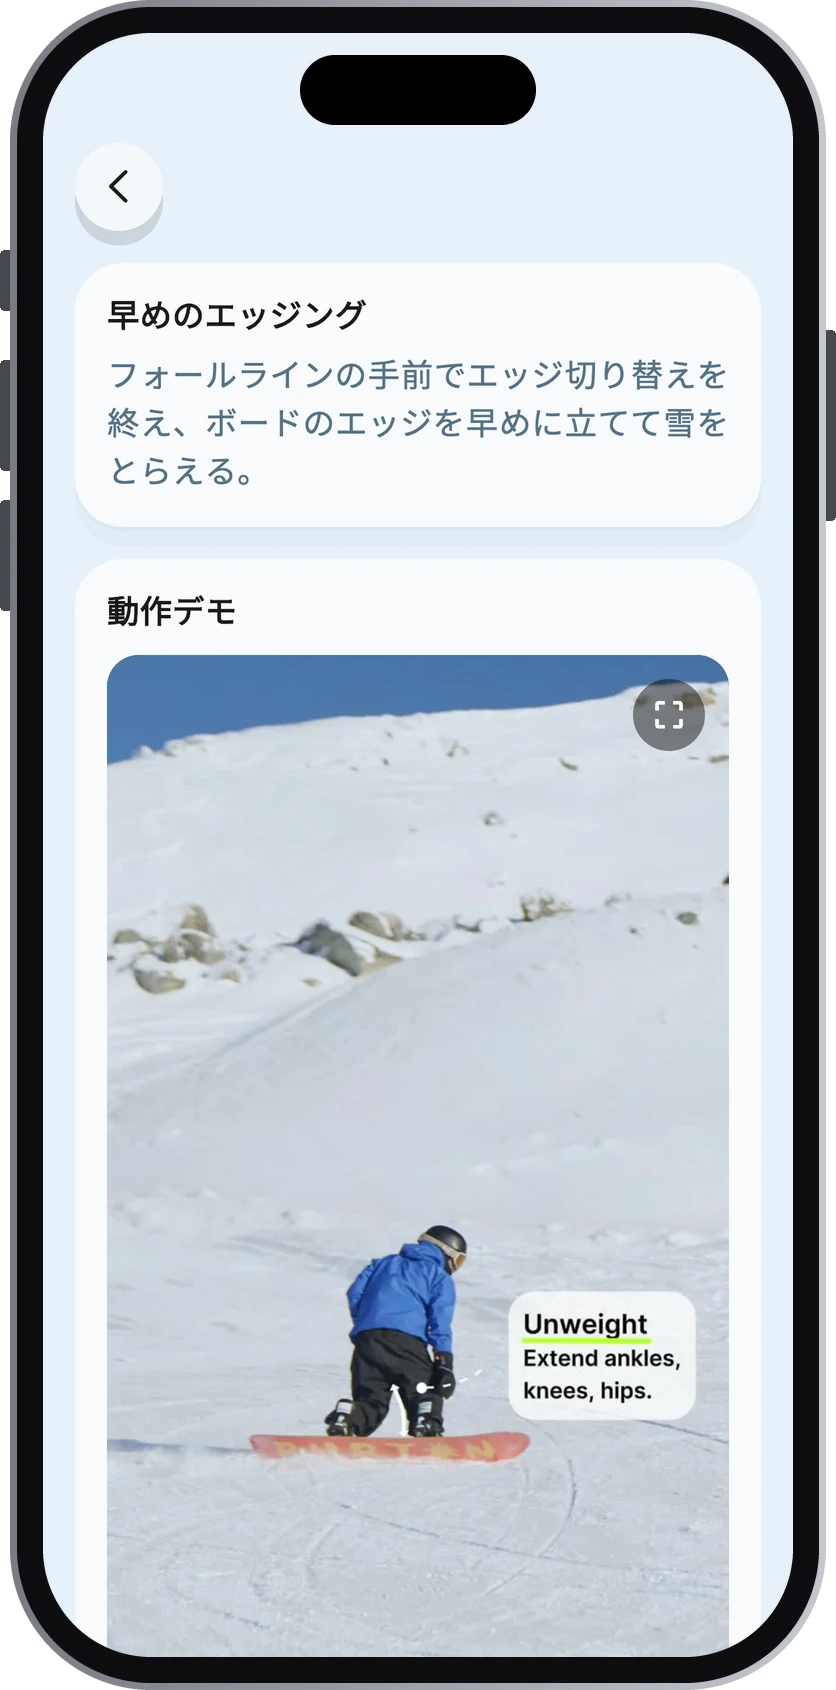 早めのエッジング
フォールラインの手前でエッジ切り替えを
終え、ボードのエッジを早めに立てて雪を
とらえる。
動作デモ
Unweight
Extend ankles,
knees, hips.
BURTON